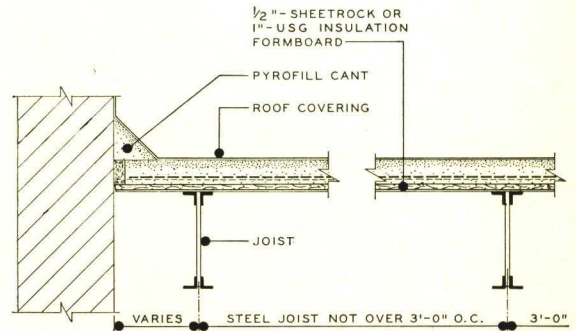 1/2"-SHEETROCK OR
1"-USG INSULATION
FORMBOARD
PYROFILL CANT
ROOF COVERING
JOIST
VARIES
STEEL JOIST NOT OVER 3'-0" O.C.
3'-0"